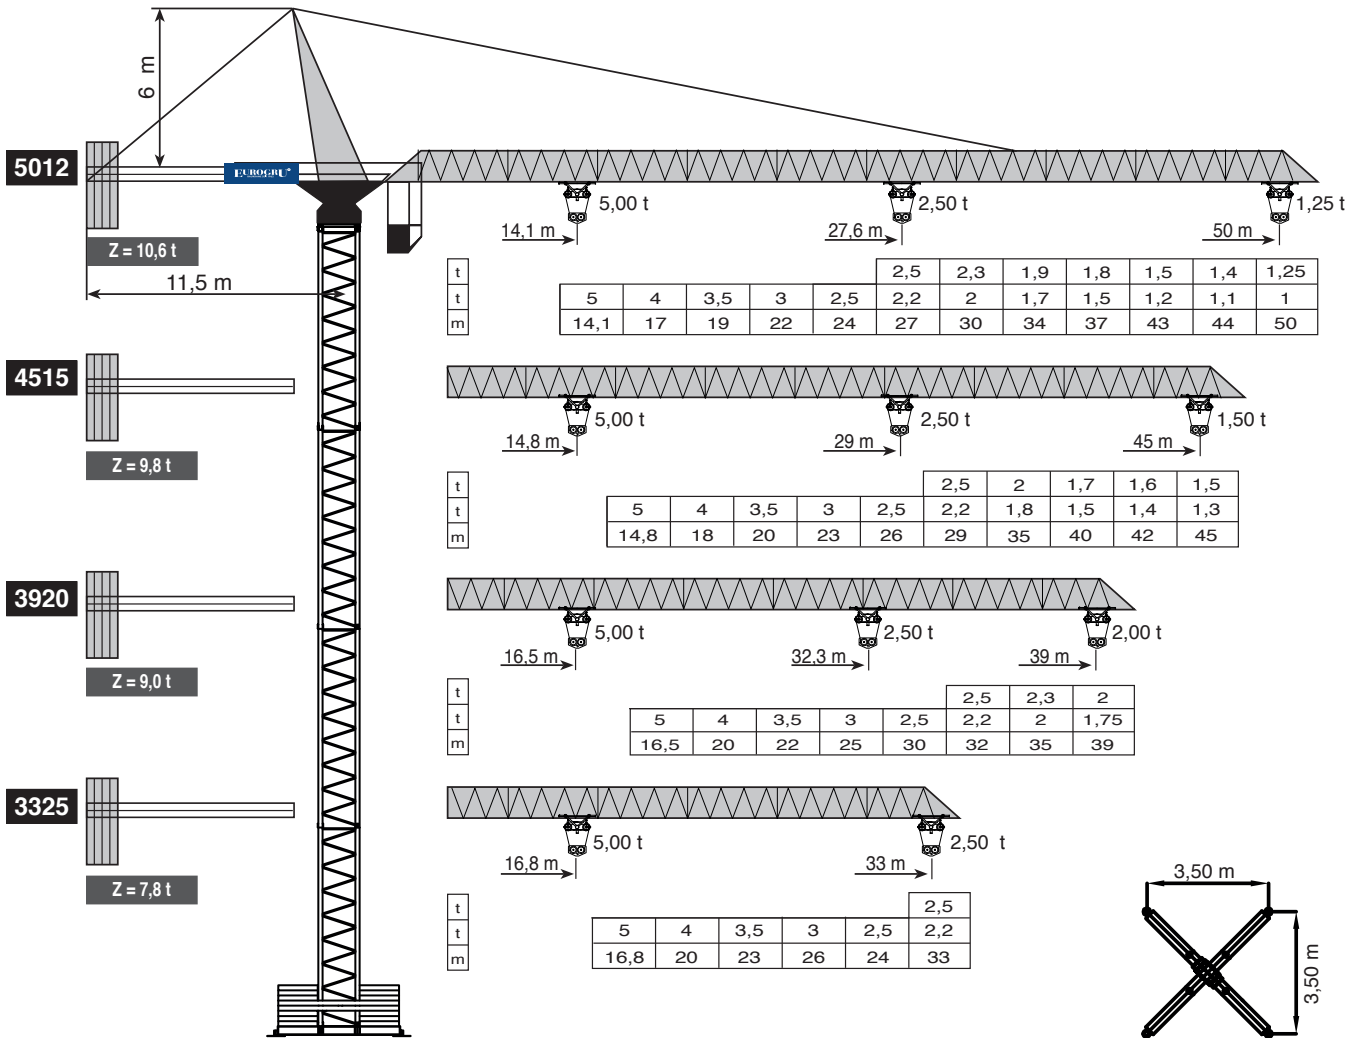 6 m
5012
EUROGRU
5,00 t
2,50 t
1,25 t
14,1 m
27,6 m
50 m
Z = 10,6 t
11,5 m
t 2,5 2,3 1,9 1,8 1,5 1,4 1,25
t 5 4 3,5 3 2,5 2,2 2 1,7 1,5 1,2 1,1 1
m 14,1 17 19 22 24 27 30 34 37 43 44 50
4515
5,00 t
2,50 t
1,50 t
14,8 m
29 m
45 m
Z = 9,8 t
t 2,5 2 1,7 1,6 1,5
t 5 4 3,5 3 2,5 2,2 1,8 1,5 1,4 1,3
m 14,8 18 20 23 26 29 35 40 42 45
3920
5,00 t
2,50 t
2,00 t
16,5 m
32,3 m
39 m
Z = 9,0 t
t 2,5 2,3 2
t 5 4 3,5 3 2,5 2,2 2 1,75
m 16,5 20 22 25 30 32 35 39
3325
5,00 t
2,50 t
16,8 m
33 m
Z = 7,8 t
t 2,5
t 5 4 3,5 3 2,5 2,2
m 16,8 20 23 26 24 33
3,50 m
3,50 m